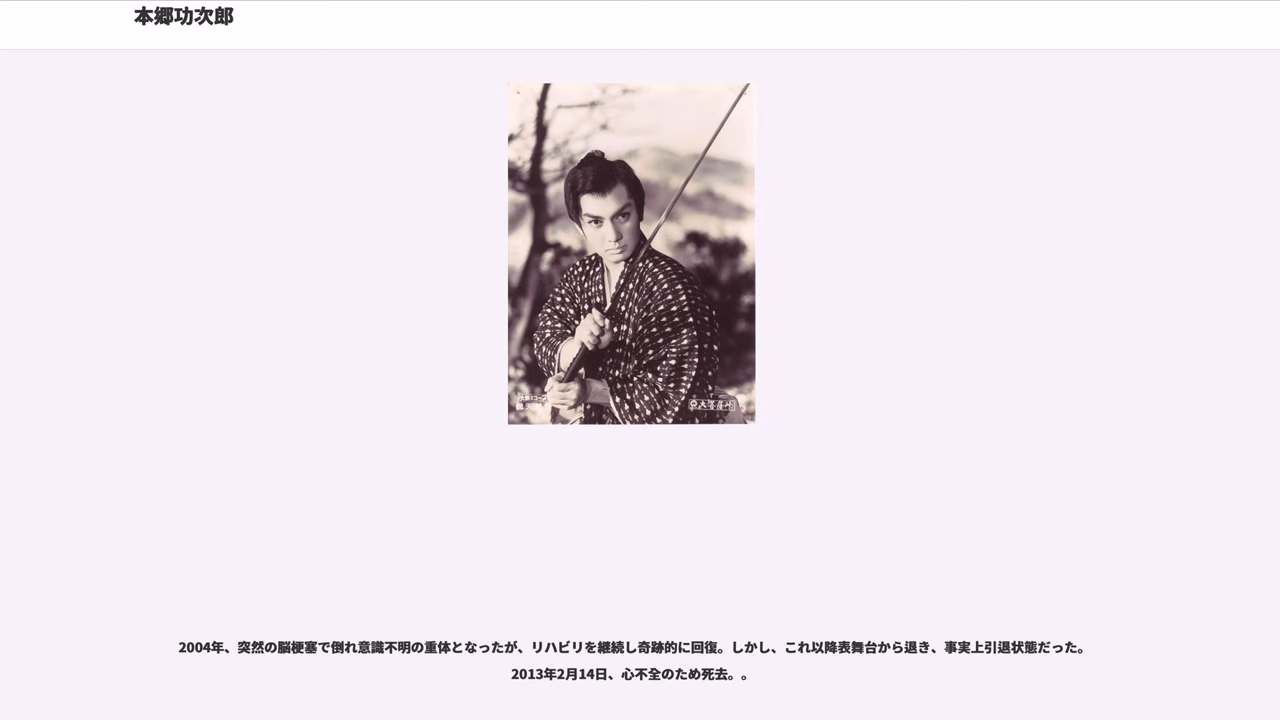 本郷功次郎
2004年、突然の脳梗塞で倒れ意識不明の重体となったが、リハビリを継続し奇跡的に回復。しかし、これ以降表舞台から退き、事実上引退状態だった。
2013年2月14日、心不全のため死去。。